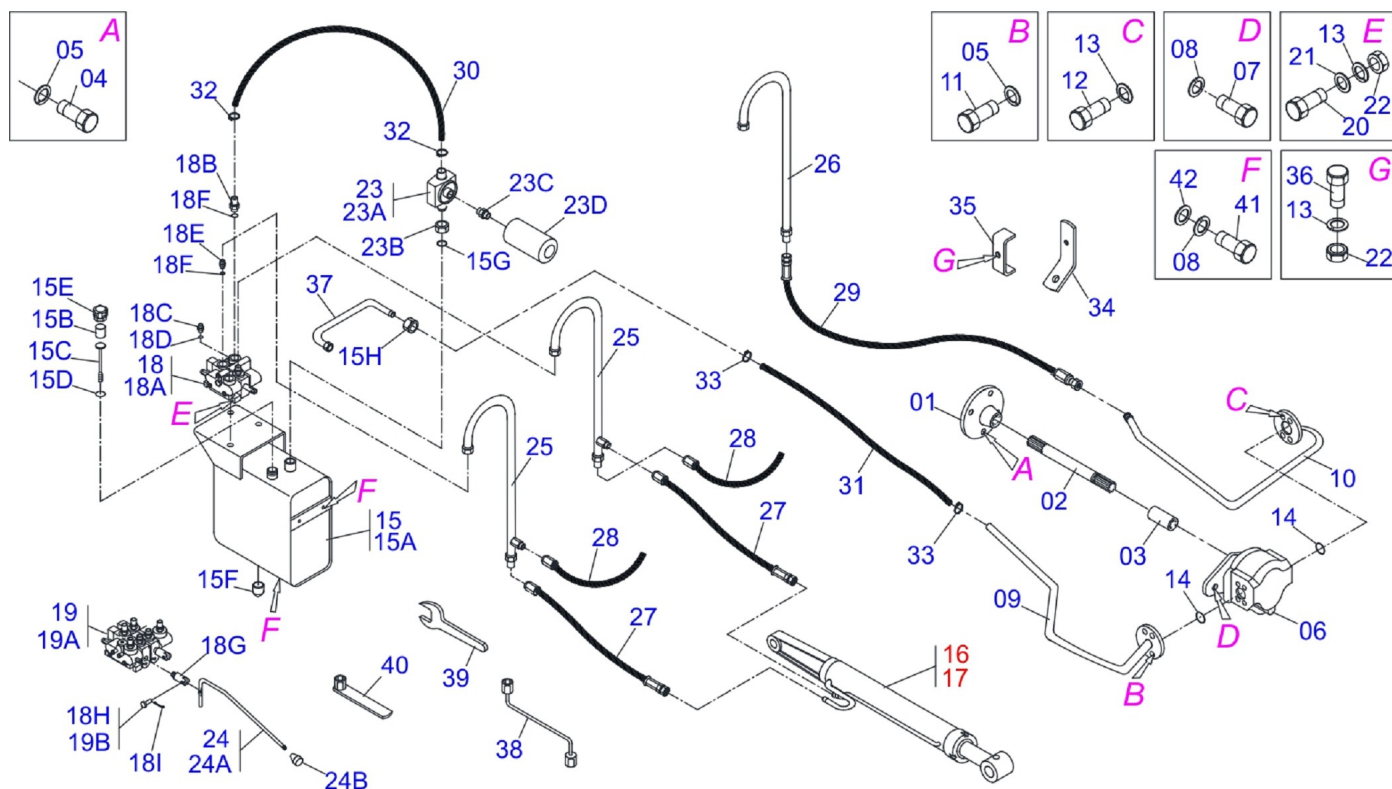 A
05
04
32
30
32
18B
18F
18E
18F
15E
15B
15C
15D
18C
18D
18
18A
E
23
23A
23C
23D
23B
15G
37
15H
25
25
28
28
27
27
F
15
15A
15F
F
19
19A
18G
18H
19B
18I
24
24A
24B
40
39
38
16
17
26
29
33
31
33
01
A
02
03
09
B
14
14
D
06
C
10
35
G
34
B
05
11
C
13
12
D
08
07
E
13
21
22
20
F
42
41
08
G
36
13
22